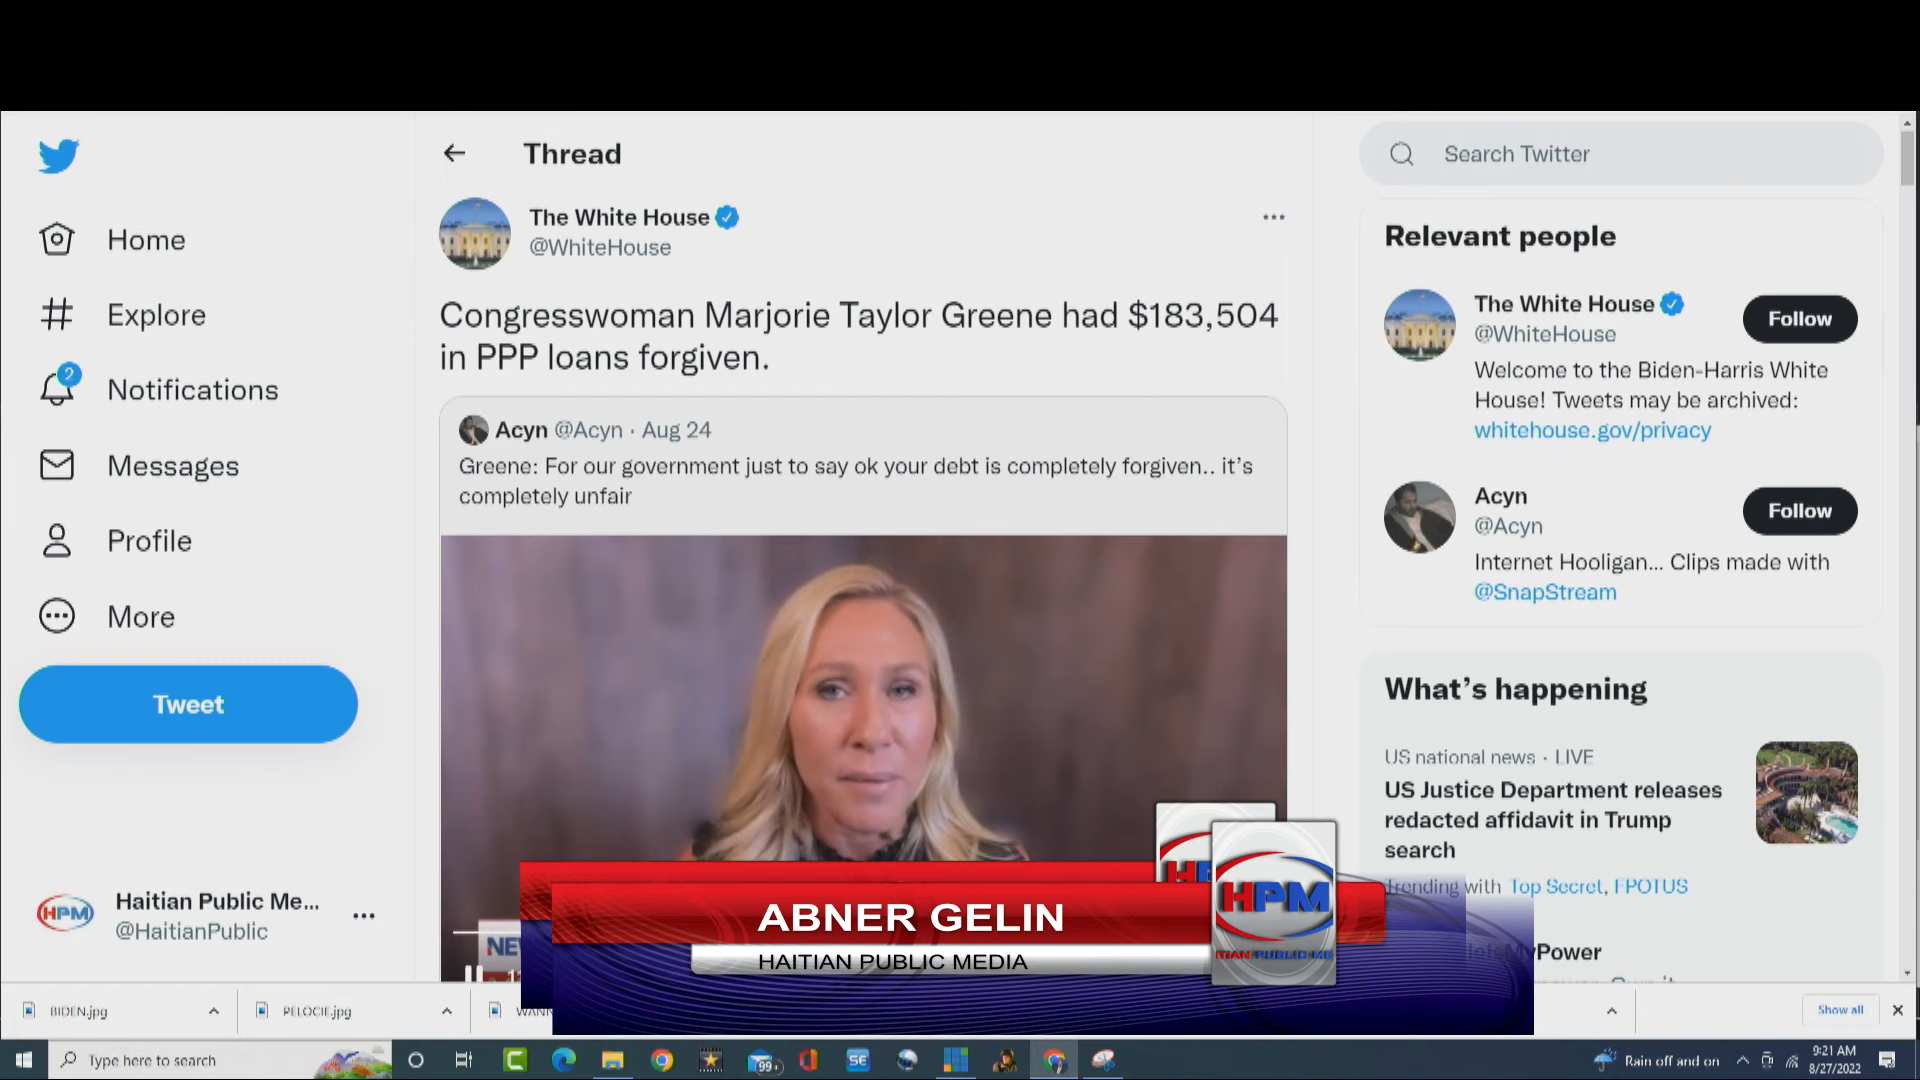 Thread
Search Twitter
Home
Explore
2
Notifications
Messages
Profile
More
Tweet
Haitian Public Me...
@HaitianPublic
The White House
@WhiteHouse
Congresswoman Marjorie Taylor Greene had $183,504
in PPP loans forgiven.
Acyn @Acyn · Aug 24
Greene: For our government just to say ok your debt is completely forgiven.. it's
completely unfair
Relevant people
The White House
@WhiteHouse
Follow
Welcome to the Biden-Harris White
House! Tweets may be archived:
whitehouse.gov/privacy
Acyn
@Acyn
Follow
Internet Hooligan... Clips made with
@SnapStream
What's happening
US national news · LIVE
US Justice Department releases
redacted affidavit in Trump
search
Trending with Top Secret, FPOTUS
HPM
ABNER GELIN
HAITIAN PUBLIC MEDIA
BIDEN.jpg
PELOCIE.jpg
Show all
Type here to search
99+
SE
Rain off and on
9:21 AM
8/27/2022